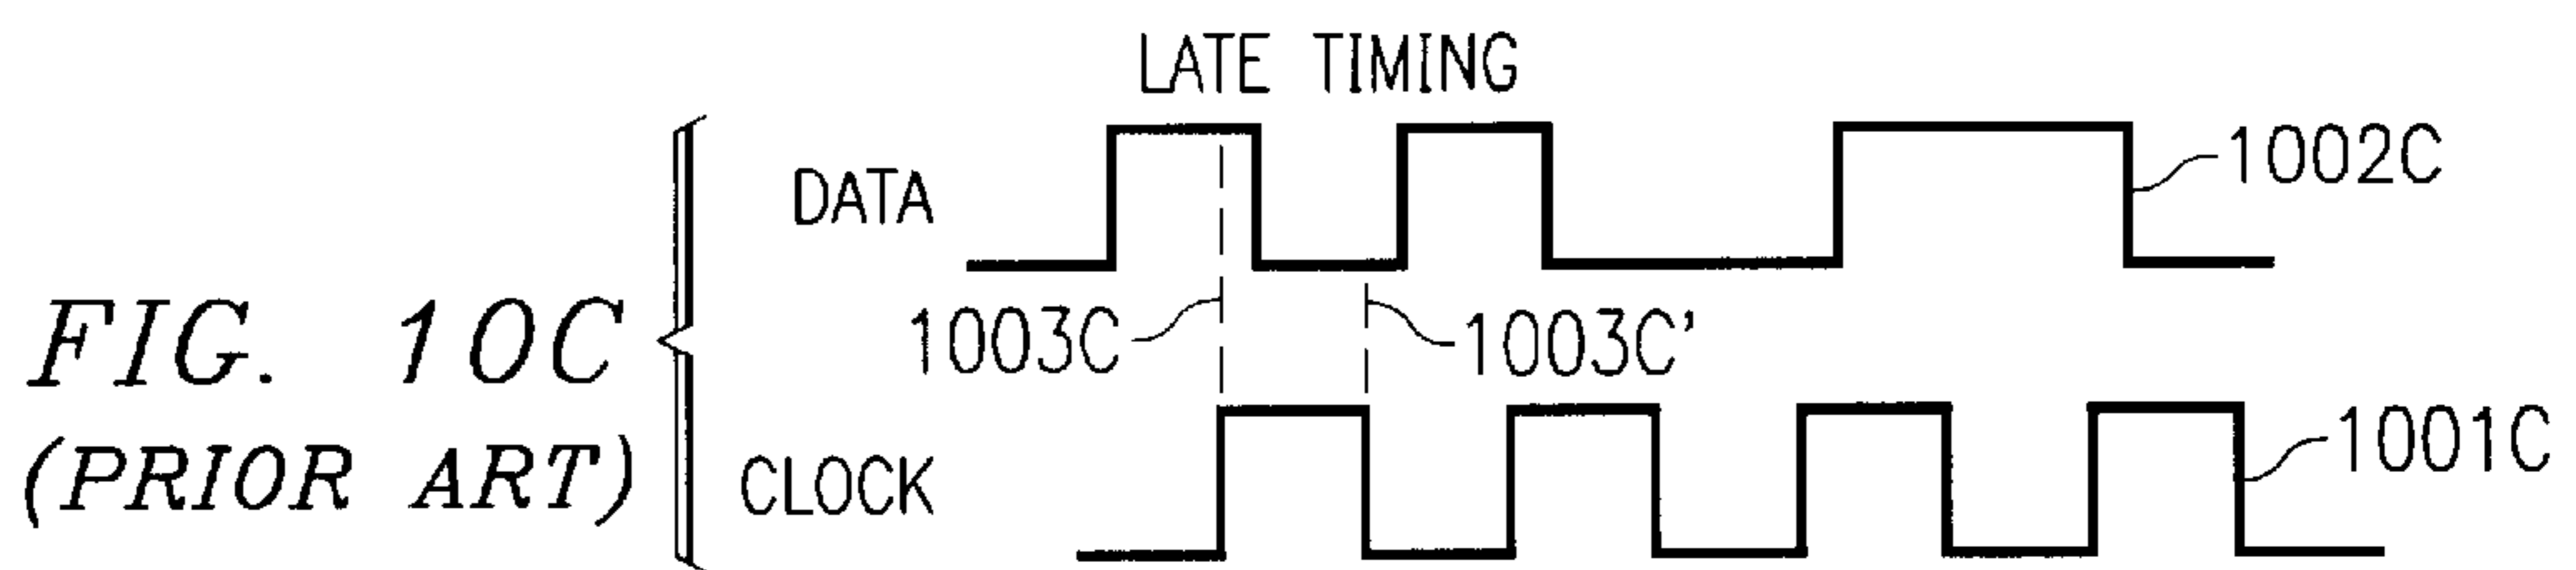 LATE TIMING
DATA
1002C
FIG. 10C
(PRIOR ART)
1003C
1003C'
CLOCK
1001C